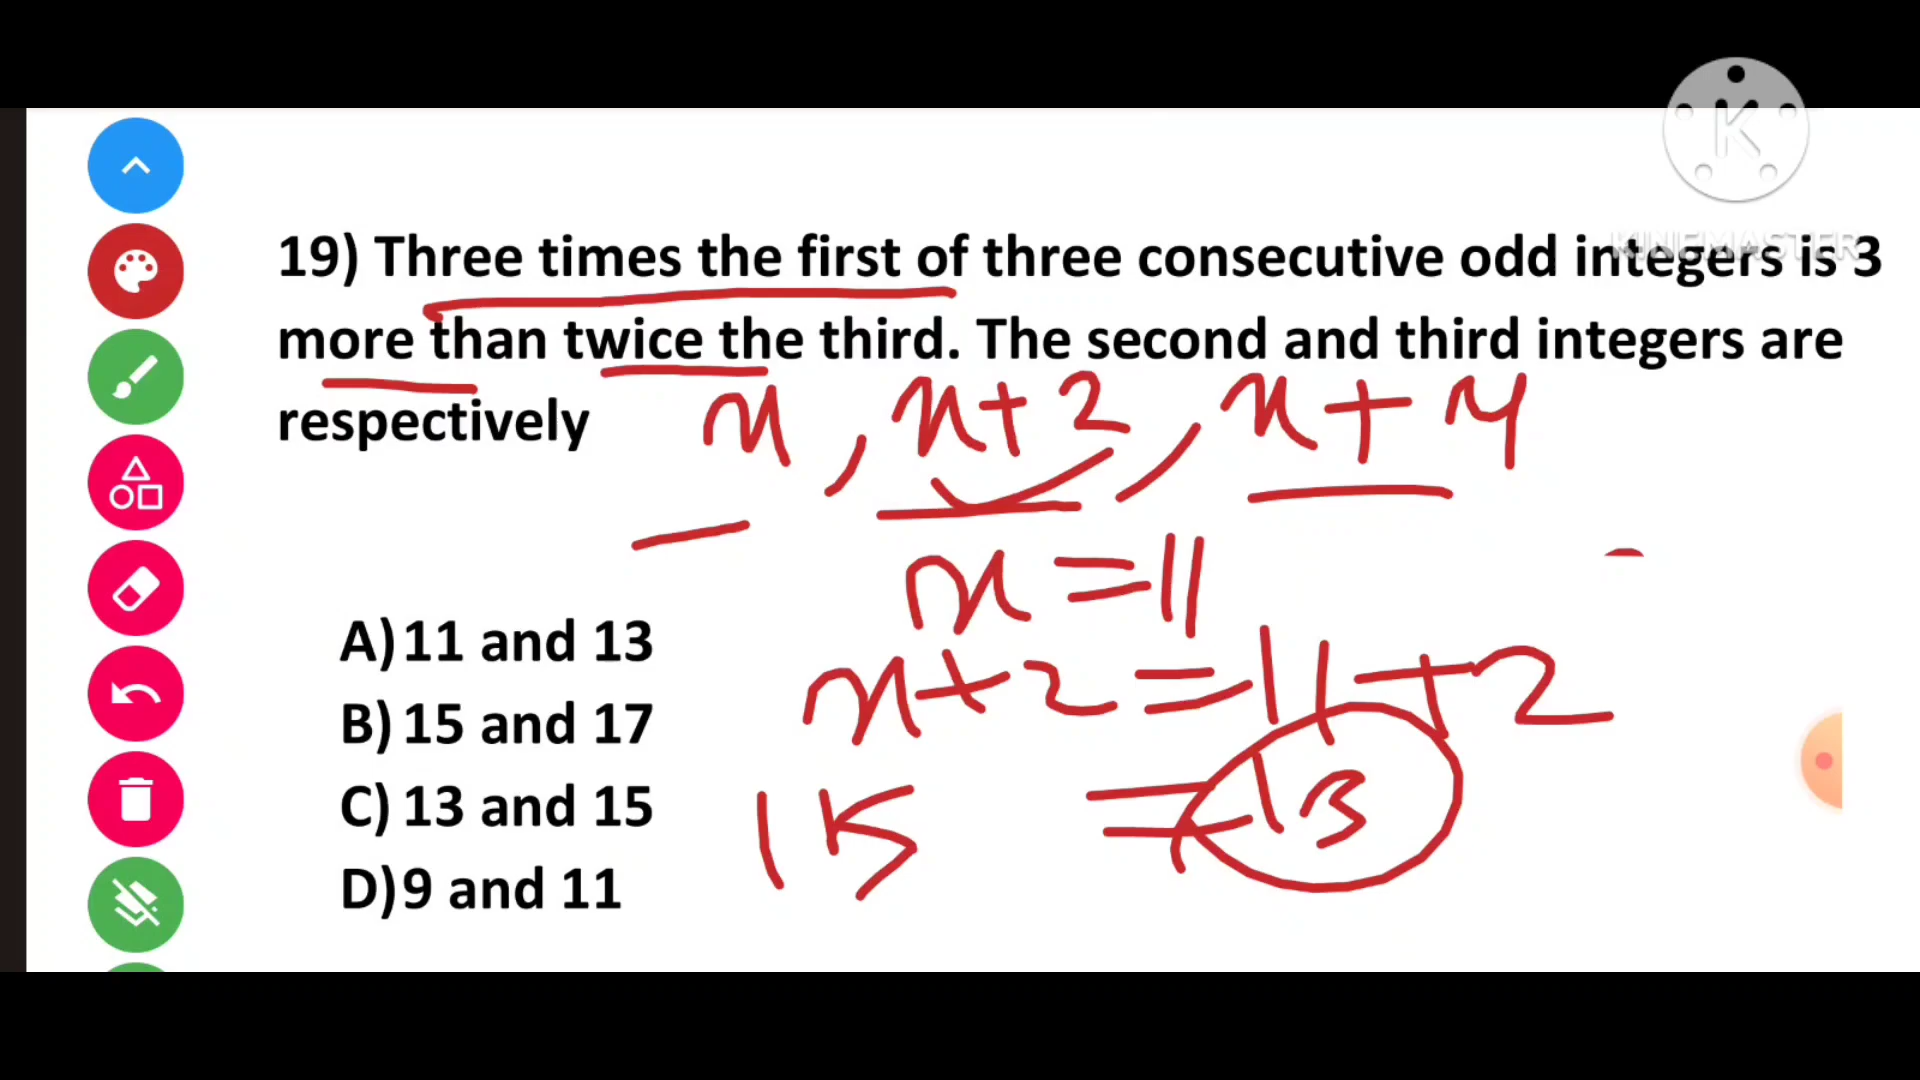 K
KINEMASTER
19) Three times the first of three consecutive odd integers is 3
more than twice the third. The second and third integers are
respectively
x, x+2, x+4
x=11
A) 11 and 13
x+2=11+2
B) 15 and 17
C) 13 and 15
15 =13
D) 9 and 11